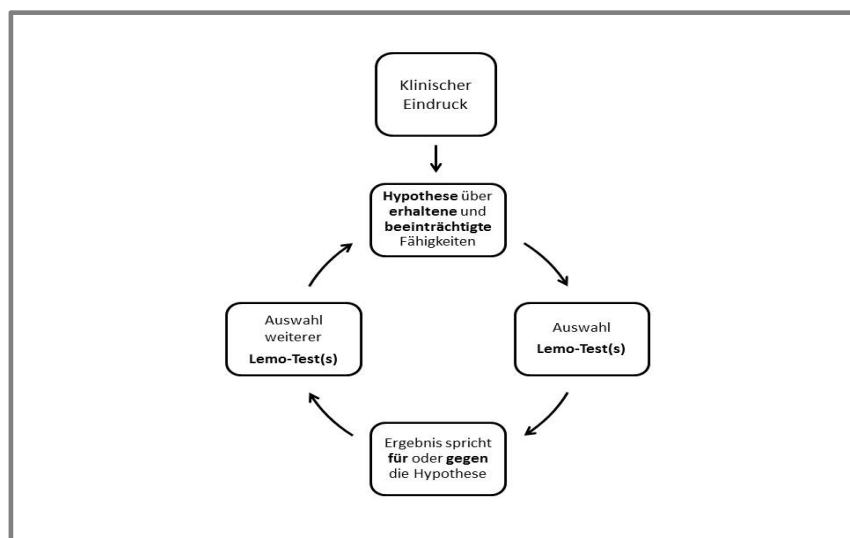 Klinischer
Eindruck
Hypothese über
erhaltene und
beeinträchtigte
Fähigkeiten
Auswahl
Lemo-Test(s)
Ergebnis spricht
für oder gegen
die Hypothese
Auswahl
weiterer
Lemo-Test(s)